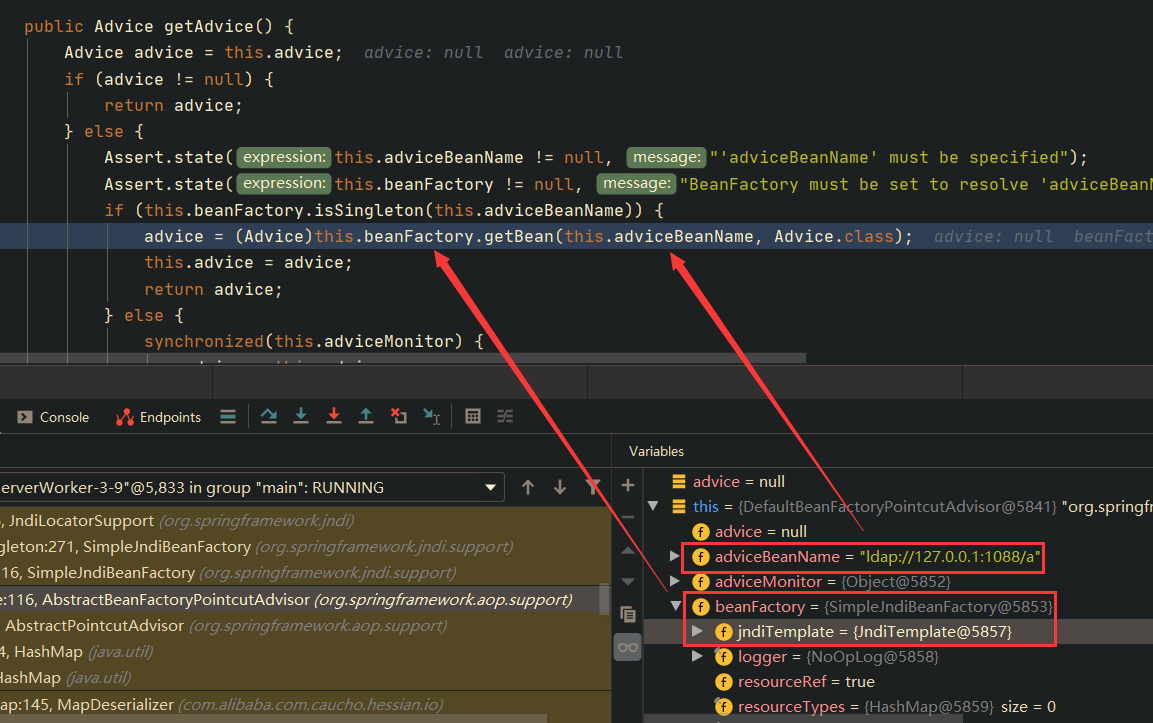 public Advice getAdvice() {
Advice advice = this.advice; advice: null advice: null
if (advice != null) {
return advice;
} else {
Assert.state( expression: this.adviceBeanName != null, message: "'adviceBeanName' must be specified");
Assert.state( expression: this.beanFactory != null, message: "BeanFactory must be set to resolve 'adviceBeanN
if (this.beanFactory.isSingleton(this.adviceBeanName)) {
advice = (Advice)this.beanFactory.getBean(this.adviceBeanName, Advice.class); advice: null beanFact
this.advice = advice;
return advice;
} else {
synchronized(this.adviceMonitor) {
Console Endpoints
Variables
erverWorker-3-9"@5,833 in group "main": RUNNING
, JndiLocatorSupport (org.springframework.jndi)
gleton:271, SimpleJndiBeanFactory (org.springframework.jndi.support)
16, SimpleJndiBeanFactory (org.springframework.jndi.support)
e:116, AbstractBeanFactoryPointcutAdvisor (org.springframework.aop.support)
, AbstractPointcutAdvisor (org.springframework.aop.support)
4, HashMap (java.util)
HashMap (java.util)
ap:145, MapDeserializer (com.alibaba.com.caucho.hessian.io)
advice = null
this = {DefaultBeanFactoryPointcutAdvisor@5841} "org.springfr
advice = null
adviceBeanName = "ldap://127.0.0.1:1088/a"
adviceMonitor = {Object@5852}
beanFactory = {SimpleJndiBeanFactory@5853}
jndiTemplate = {JndiTemplate@5857}
logger = {NoOpLog@5858}
resourceRef = true
resourceTypes = {HashMap@5859} size = 0